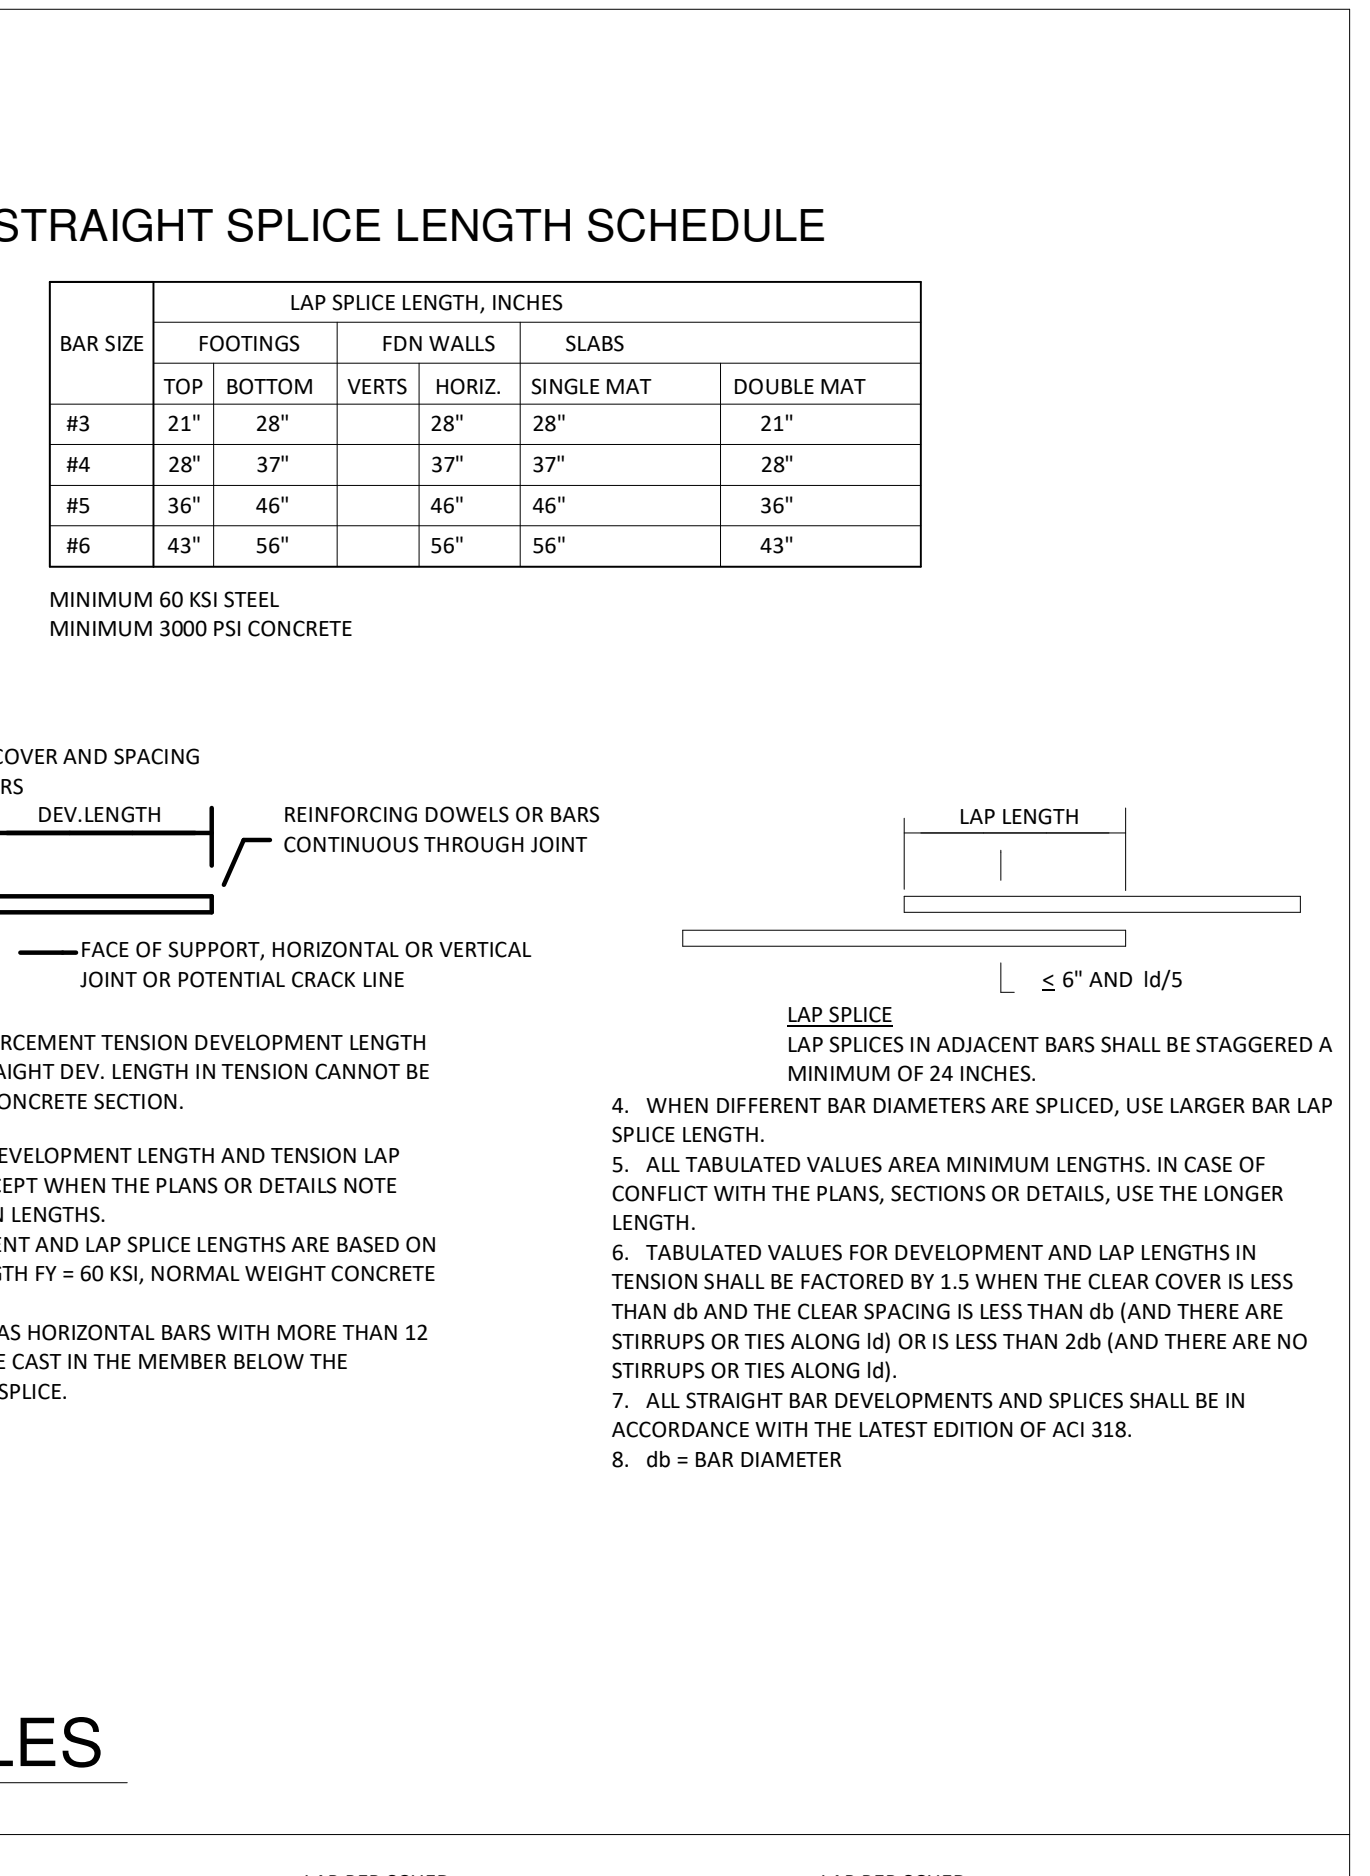 STRAIGHT SPLICE LENGTH SCHEDULE
LAP SPLICE LENGTH, INCHES
BAR SIZE FOOTINGS FDN WALLS SLABS
TOP BOTTOM VERTS HORIZ. SINGLE MAT DOUBLE MAT
#3 21" 28" 28" 28" 21"
#4 28" 37" 37" 37" 28"
#5 36" 46" 46" 46" 36"
#6 43" 56" 56" 56" 43"
MINIMUM 60 KSI STEEL
MINIMUM 3000 PSI CONCRETE
COVER AND SPACING
RS
DEV.LENGTH
REINFORCING DOWELS OR BARS
CONTINUOUS THROUGH JOINT
FACE OF SUPPORT, HORIZONTAL OR VERTICAL
JOINT OR POTENTIAL CRACK LINE
RCEMENT TENSION DEVELOPMENT LENGTH
AIGHT DEV. LENGTH IN TENSION CANNOT BE
ONCRETE SECTION.
EVELOPMENT LENGTH AND TENSION LAP
CEPT WHEN THE PLANS OR DETAILS NOTE
N LENGTHS.
ENT AND LAP SPLICE LENGTHS ARE BASED ON
GTH FY = 60 KSI, NORMAL WEIGHT CONCRETE
AS HORIZONTAL BARS WITH MORE THAN 12
E CAST IN THE MEMBER BELOW THE
SPLICE.
LAP LENGTH
≤ 6" AND ld/5
LAP SPLICE
LAP SPLICES IN ADJACENT BARS SHALL BE STAGGERED A
MINIMUM OF 24 INCHES.
4. WHEN DIFFERENT BAR DIAMETERS ARE SPLICED, USE LARGER BAR LAP
SPLICE LENGTH.
5. ALL TABULATED VALUES AREA MINIMUM LENGTHS. IN CASE OF
CONFLICT WITH THE PLANS, SECTIONS OR DETAILS, USE THE LONGER
LENGTH.
6. TABULATED VALUES FOR DEVELOPMENT AND LAP LENGTHS IN
TENSION SHALL BE FACTORED BY 1.5 WHEN THE CLEAR COVER IS LESS
THAN db AND THE CLEAR SPACING IS LESS THAN db (AND THERE ARE
STIRRUPS OR TIES ALONG ld) OR IS LESS THAN 2db (AND THERE ARE NO
STIRRUPS OR TIES ALONG ld).
7. ALL STRAIGHT BAR DEVELOPMENTS AND SPLICES SHALL BE IN
ACCORDANCE WITH THE LATEST EDITION OF ACI 318.
8. db = BAR DIAMETER
LES